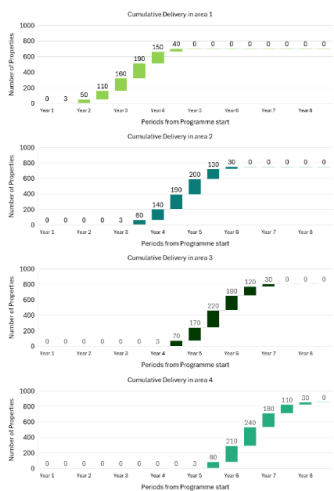 Cumulative Delivery in area 1
Number of Properties
1000
800
600
400
200
0
0 3 50 110 160 190 150 40 0 0 0 0 0 0 0 0
Year 1 Year 2 Year 3 Year 4 Year 5 Year 6 Year 7 Year 8
Periods from Programme start
Cumulative Delivery in area 2
Number of Properties
1000
800
600
400
200
0
0 0 0 0 3 60 140 190 200 130 30 0 0 0 0 0
Year 1 Year 2 Year 3 Year 4 Year 5 Year 6 Year 7 Year 8
Periods from Programme start
Cumulative Delivery in area 3
Number of Properties
1000
800
600
400
200
0
0 0 0 0 0 0 3 70 170 220 120 30 0 0 0
Year 1 Year 2 Year 3 Year 4 Year 5 Year 6 Year 7 Year 8
Periods from Programme start
Cumulative Delivery in area 4
Number of Properties
1000
800
600
400
200
0
0 0 0 0 0 0 0 0 3 80 210 240 180 110 30 0
Year 1 Year 2 Year 3 Year 4 Year 5 Year 6 Year 7 Year 8
Periods from Programme start